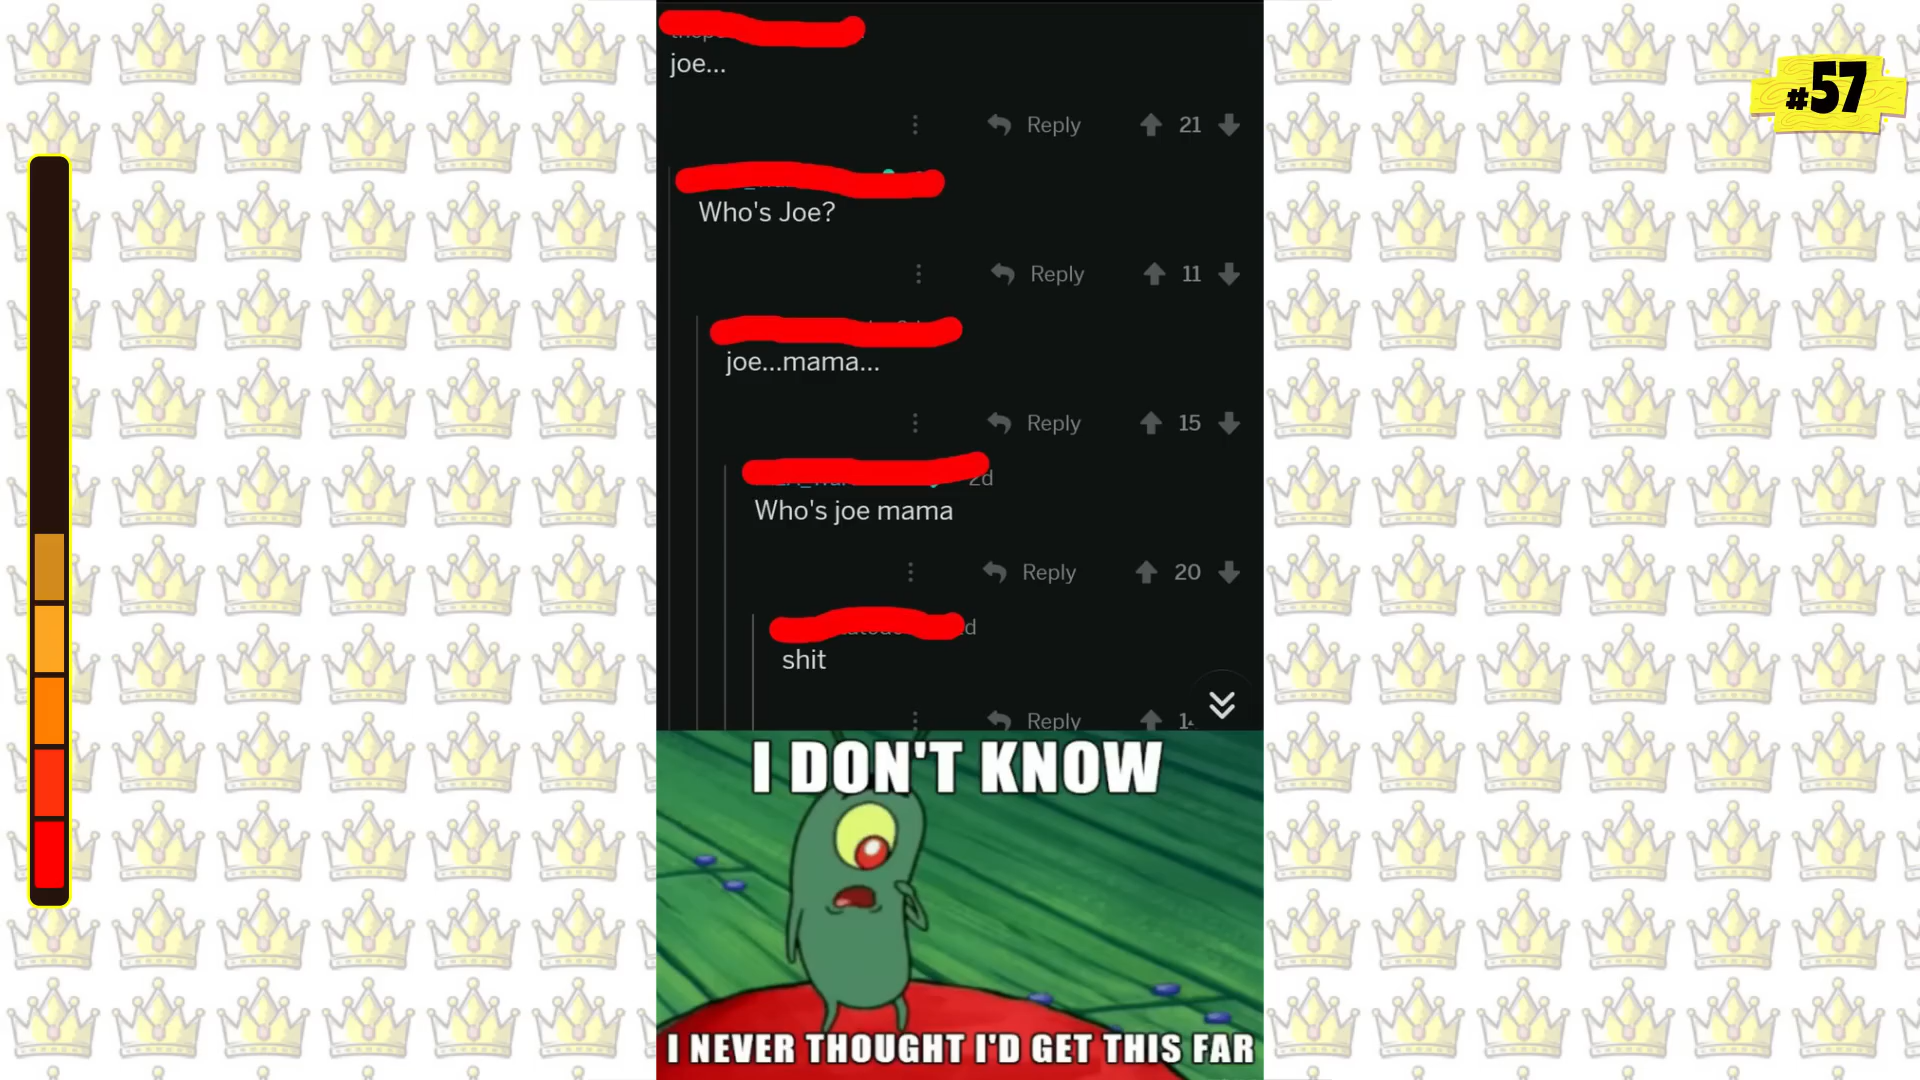 #57
joe...
Reply 21
Who's Joe?
Reply 11
joe...mama...
Reply 15
2d
Who's joe mama
Reply 20
d
shit
Reply
I DON'T KNOW
I NEVER THOUGHT I'D GET THIS FAR